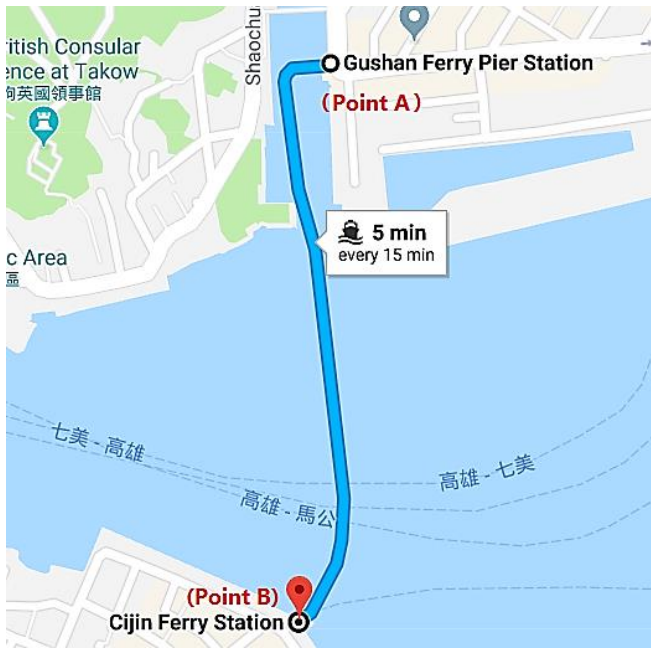 ritish Consular
ence at Takow
狗英國領事館
Shaochu
Gushan Ferry Pier Station
(Point A)
5 min
every 15 min
c Area
區
七美 - 高雄
高雄 - 七美
高雄 - 馬公
(Point B)
Cijin Ferry Station